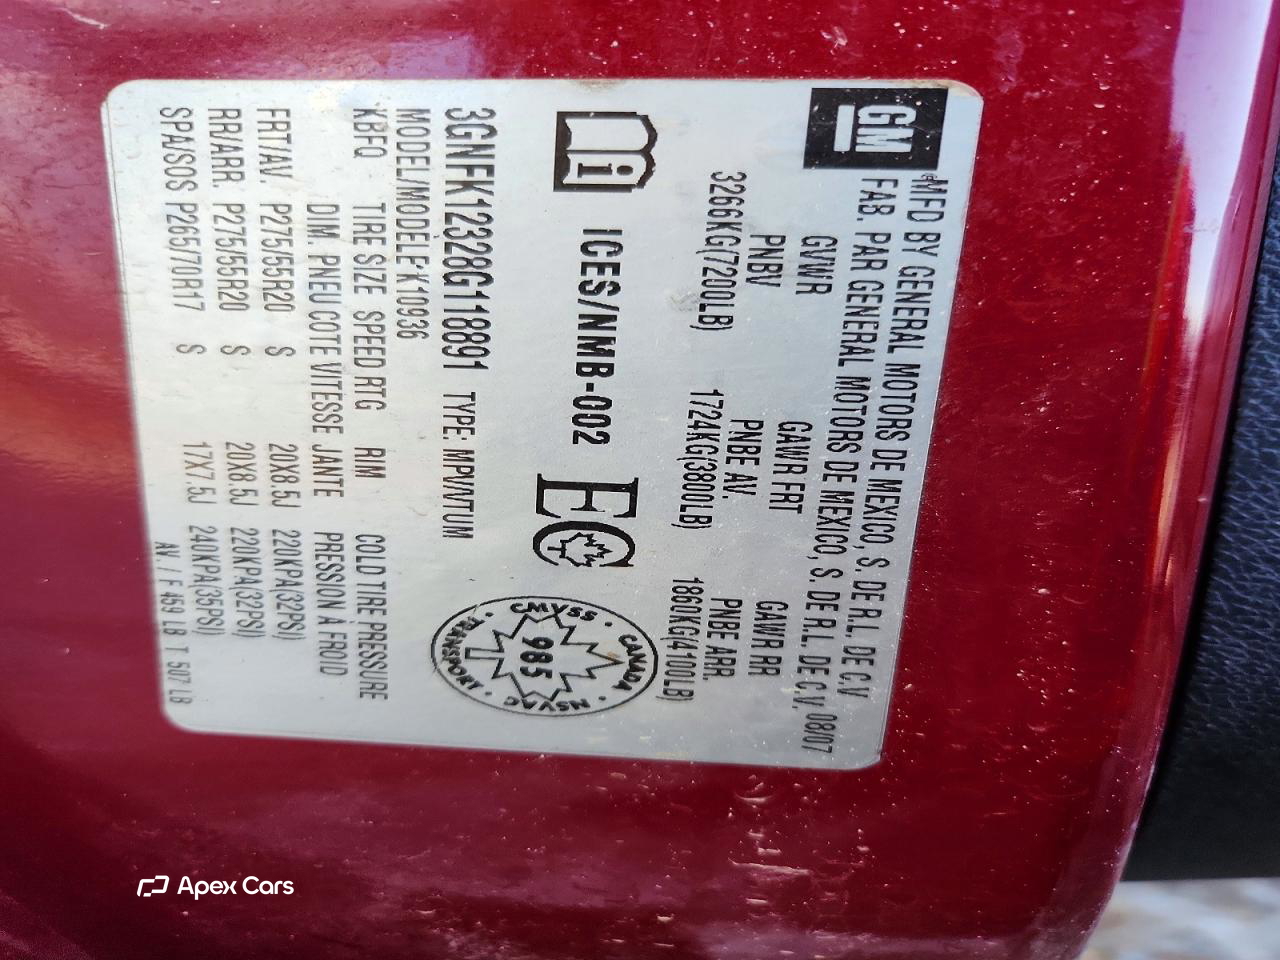 GM
MFD BY GENERAL MOTORS DE MEXICO, S. DE R.L. DE C.V.
FAB. PAR GENERAL MOTORS DE MEXICO, S. DE R.L. DE C.V. 08/07
GVWR GAWR FRT GAWR RR
PNBV PNBE AV. PNBE ARR.
3266KG(7200LB) 1724KG(3800LB) 1860KG(4100LB)
i ICES/NMB-002 EC T
CANADA · CMVSS · NSVAC · TRANSPORT
985
3GNFK12328G118891 TYPE: MPV/VTUM
MODEL/MODELE:K10936
KBFQ TIRE SIZE SPEED RTG RIM COLD TIRE PRESSURE
DIM. PNEU COTE VITESSE JANTE PRESSION À FROID
FRT/AV. P275/55R20 S 20X8.5J 220KPA(32PSI)
RR/ARR. P275/55R20 S 20X8.5J 220KPA(32PSI)
SPA/SOS P265/70R17 S 17X7.5J 240KPA(35PSI)
AV. / F 459 LB T 507 LB
Apex Cars